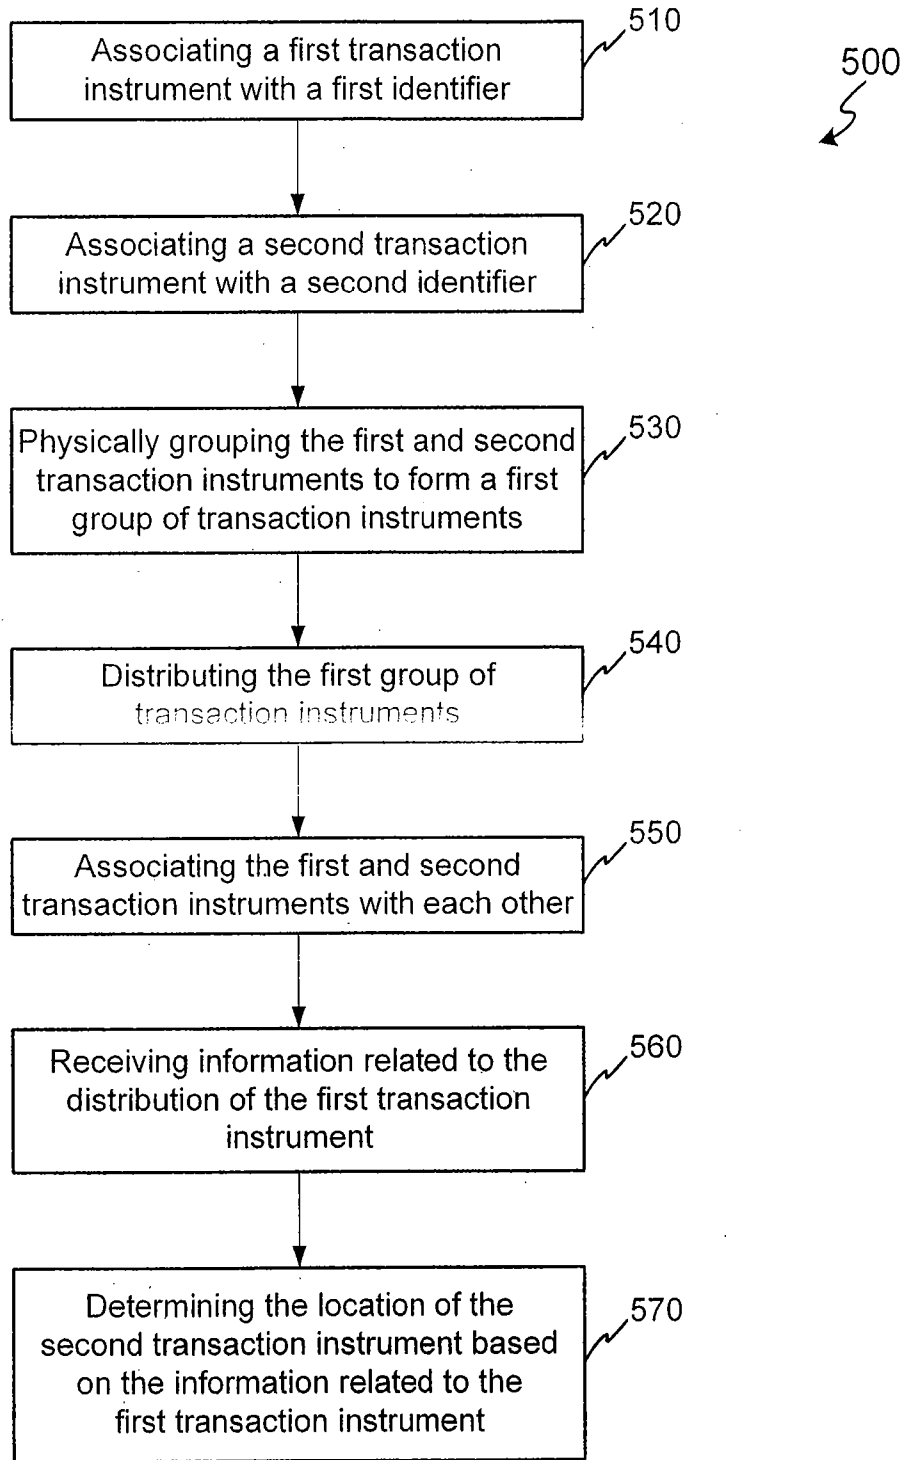 510
Associating a first transaction
instrument with a first identifier
500
520
Associating a second transaction
instrument with a second identifier
530
Physically grouping the first and second
transaction instruments to form a first
group of transaction instruments
540
Distributing the first group of
transaction instruments
550
Associating the first and second
transaction instruments with each other
560
Receiving information related to the
distribution of the first transaction
instrument
570
Determining the location of the
second transaction instrument based
on the information related to the
first transaction instrument